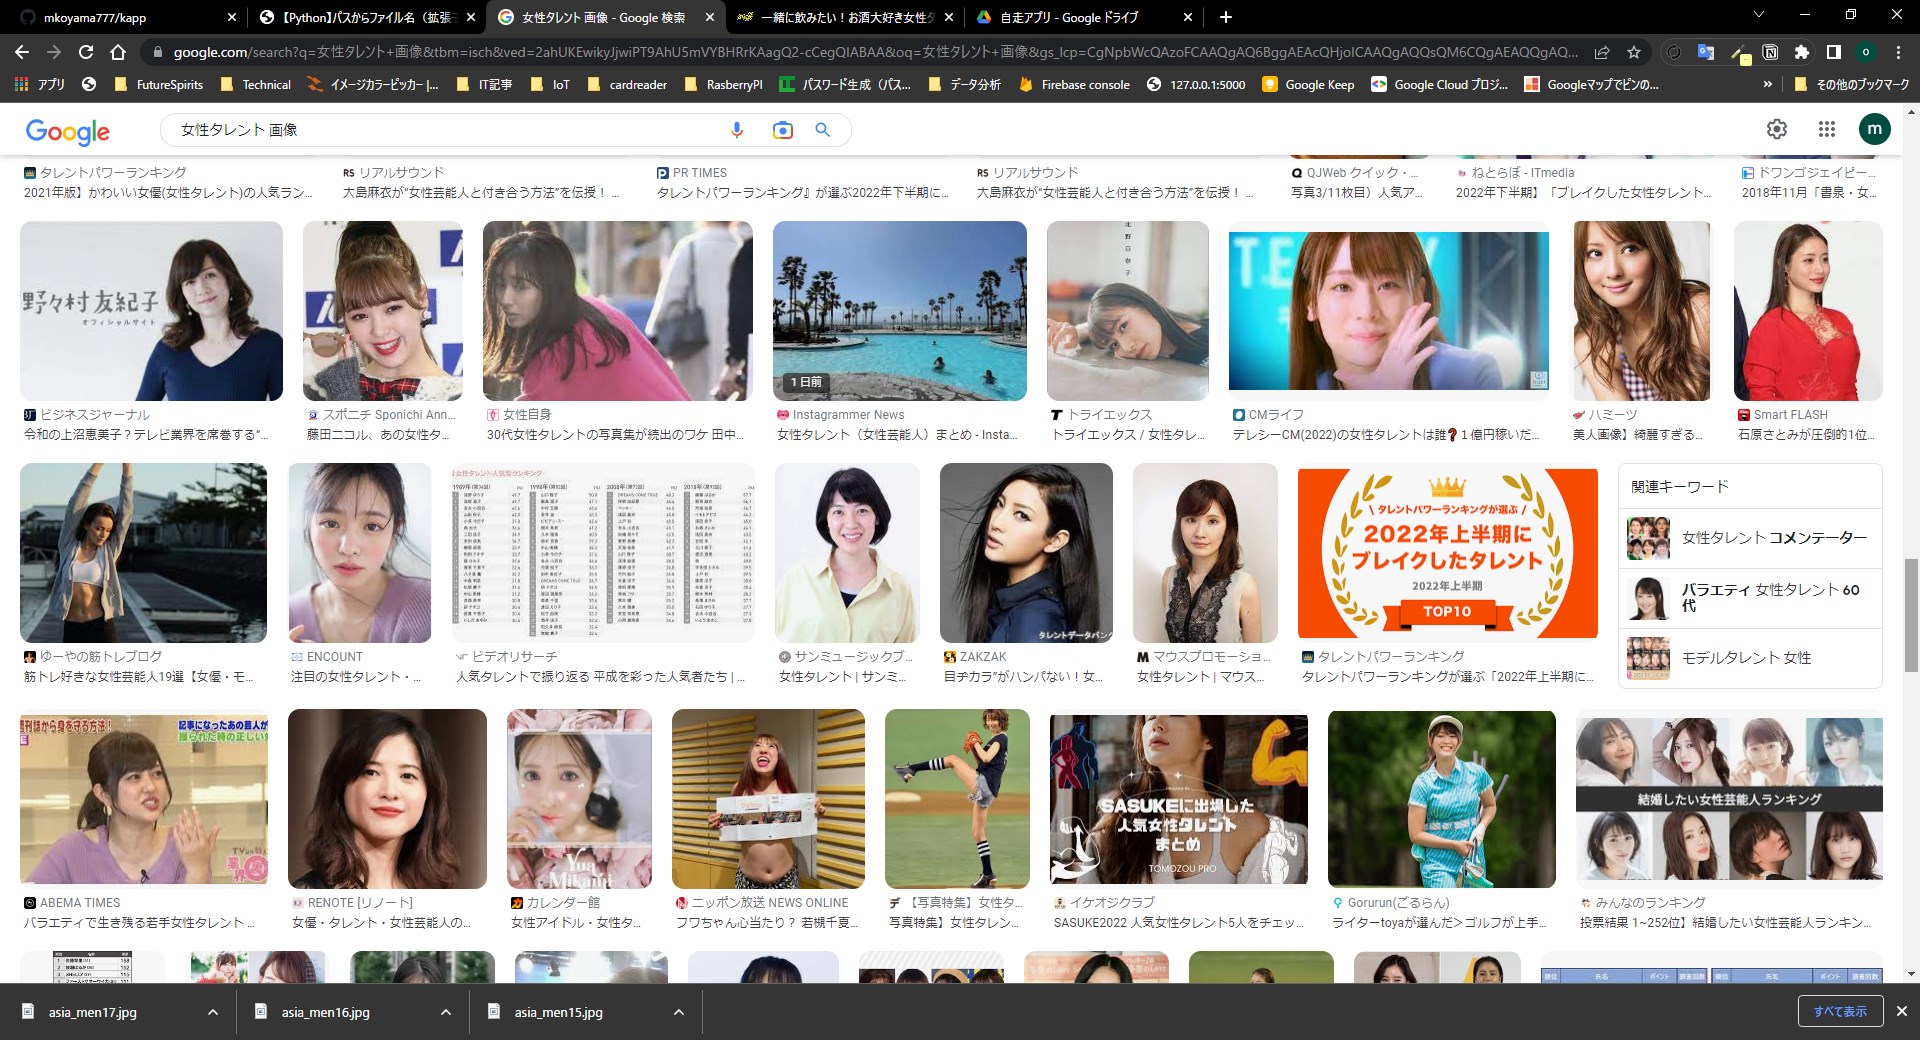 mkoyama777/kapp
【Python】パスからファイル名（拡張子
女性タレント 画像 - Google 検索
一緒に飲みたい！お酒大好き女性タ
自走アプリ - Google ドライブ
google.com/search?q=女性タレント+画像&tbm=isch&ved=2ahUKEwikyJjwiPT9AhU5mVYBHRrKAagQ2-cCegQIABAA&oq=女性タレント+画像&gs_lcp=CgNpbWcQAzoFCAAQgAQ6BggAEAcQHjoICAAQgAQQsQM6CQgAEAQQgAQ...
アプリ
FutureSpirits
Technical
イメージカラーピッカー |...
IT記事
IoT
cardreader
RasberryPI
パスワード生成（パス...
データ分析
Firebase console
127.0.0.1:5000
Google Keep
Google Cloud プロジ...
Googleマップでピンの...
»
その他のブックマーク
Google
女性タレント 画像
m
タレントパワーランキング
リアルサウンド
PR TIMES
リアルサウンド
QJWeb クイック・...
ねとらぼ - ITmedia
ドワンゴジェイピー...
2021年版】かわいい女優(女性タレント)の人気ラン...
大島麻衣が“女性芸能人と付き合う方法”を伝授！ ...
タレントパワーランキング』が選ぶ2022年下半期に...
大島麻衣が“女性芸能人と付き合う方法”を伝授！ ...
写真3/11枚目）人気ア...
2022年下半期】「ブレイクした女性タレント...
2018年11月「書泉・女...
野々村友紀子
オフィシャルサイト
1 日前
ビジネスジャーナル
スポニチ Sponichi Ann...
女性自身
Instagrammer News
トライエックス
CMライフ
ハミーツ
Smart FLASH
令和の上沼恵美子？テレビ業界を席巻する“...
藤田ニコル、あの女性タ...
30代女性タレントの写真集が続出のワケ 田中...
女性タレント（女性芸能人）まとめ - Insta...
トライエックス / 女性タレ...
テレシーCM(2022)の女性タレントは誰❓１億円稼いだ...
美人画像】綺麗すぎる...
石原さとみが圧倒的1位...
女性タレント人気度ランキング
タレントデータバンク
タレントパワーランキングが選ぶ
2022年上半期に
ブレイクしたタレント
2022年上半期
TOP10
関連キーワード
女性タレント コメンテーター
バラエティ 女性タレント 60
代
モデルタレント 女性
ゆーやの筋トレブログ
ENCOUNT
ビデオリサーチ
サンミュージックブ...
ZAKZAK
マウスプロモーショ...
タレントパワーランキング
筋トレ好きな女性芸能人19選【女優・モ...
注目の女性タレント・...
人気タレントで振り返る 平成を彩った人気者たち | ...
女性タレント | サンミ...
目ヂカラ”がハンパない！女...
女性タレント | マウス...
タレントパワーランキングが選ぶ「2022年上半期に...
刊誌から身を守る方法！
記事になったあの芸人が
Yua
Mikami
SASUKEに出場した
人気女性タレント
まとめ
TOMOZOU PRO
結婚したい女性芸能人ランキング
ABEMA TIMES
RENOTE [リノート]
カレンダー館
ニッポン放送 NEWS ONLINE
【写真特集】女性タ...
イケオジクラブ
Gorurun(ごるらん)
みんなのランキング
バラエティで生き残る若手女性タレント ...
女優・タレント・女性芸能人の...
女性アイドル・女性タ...
フワちゃん心当たり？ 若槻千夏...
写真特集】女性タレン...
SASUKE2022 人気女性タレント5人をチェッ...
ライターtoyaが選んだ＞ゴルフが上手...
投票結果 1~252位】結婚したい女性芸能人ランキン...
asia_men17.jpg
asia_men16.jpg
asia_men15.jpg
すべて表示